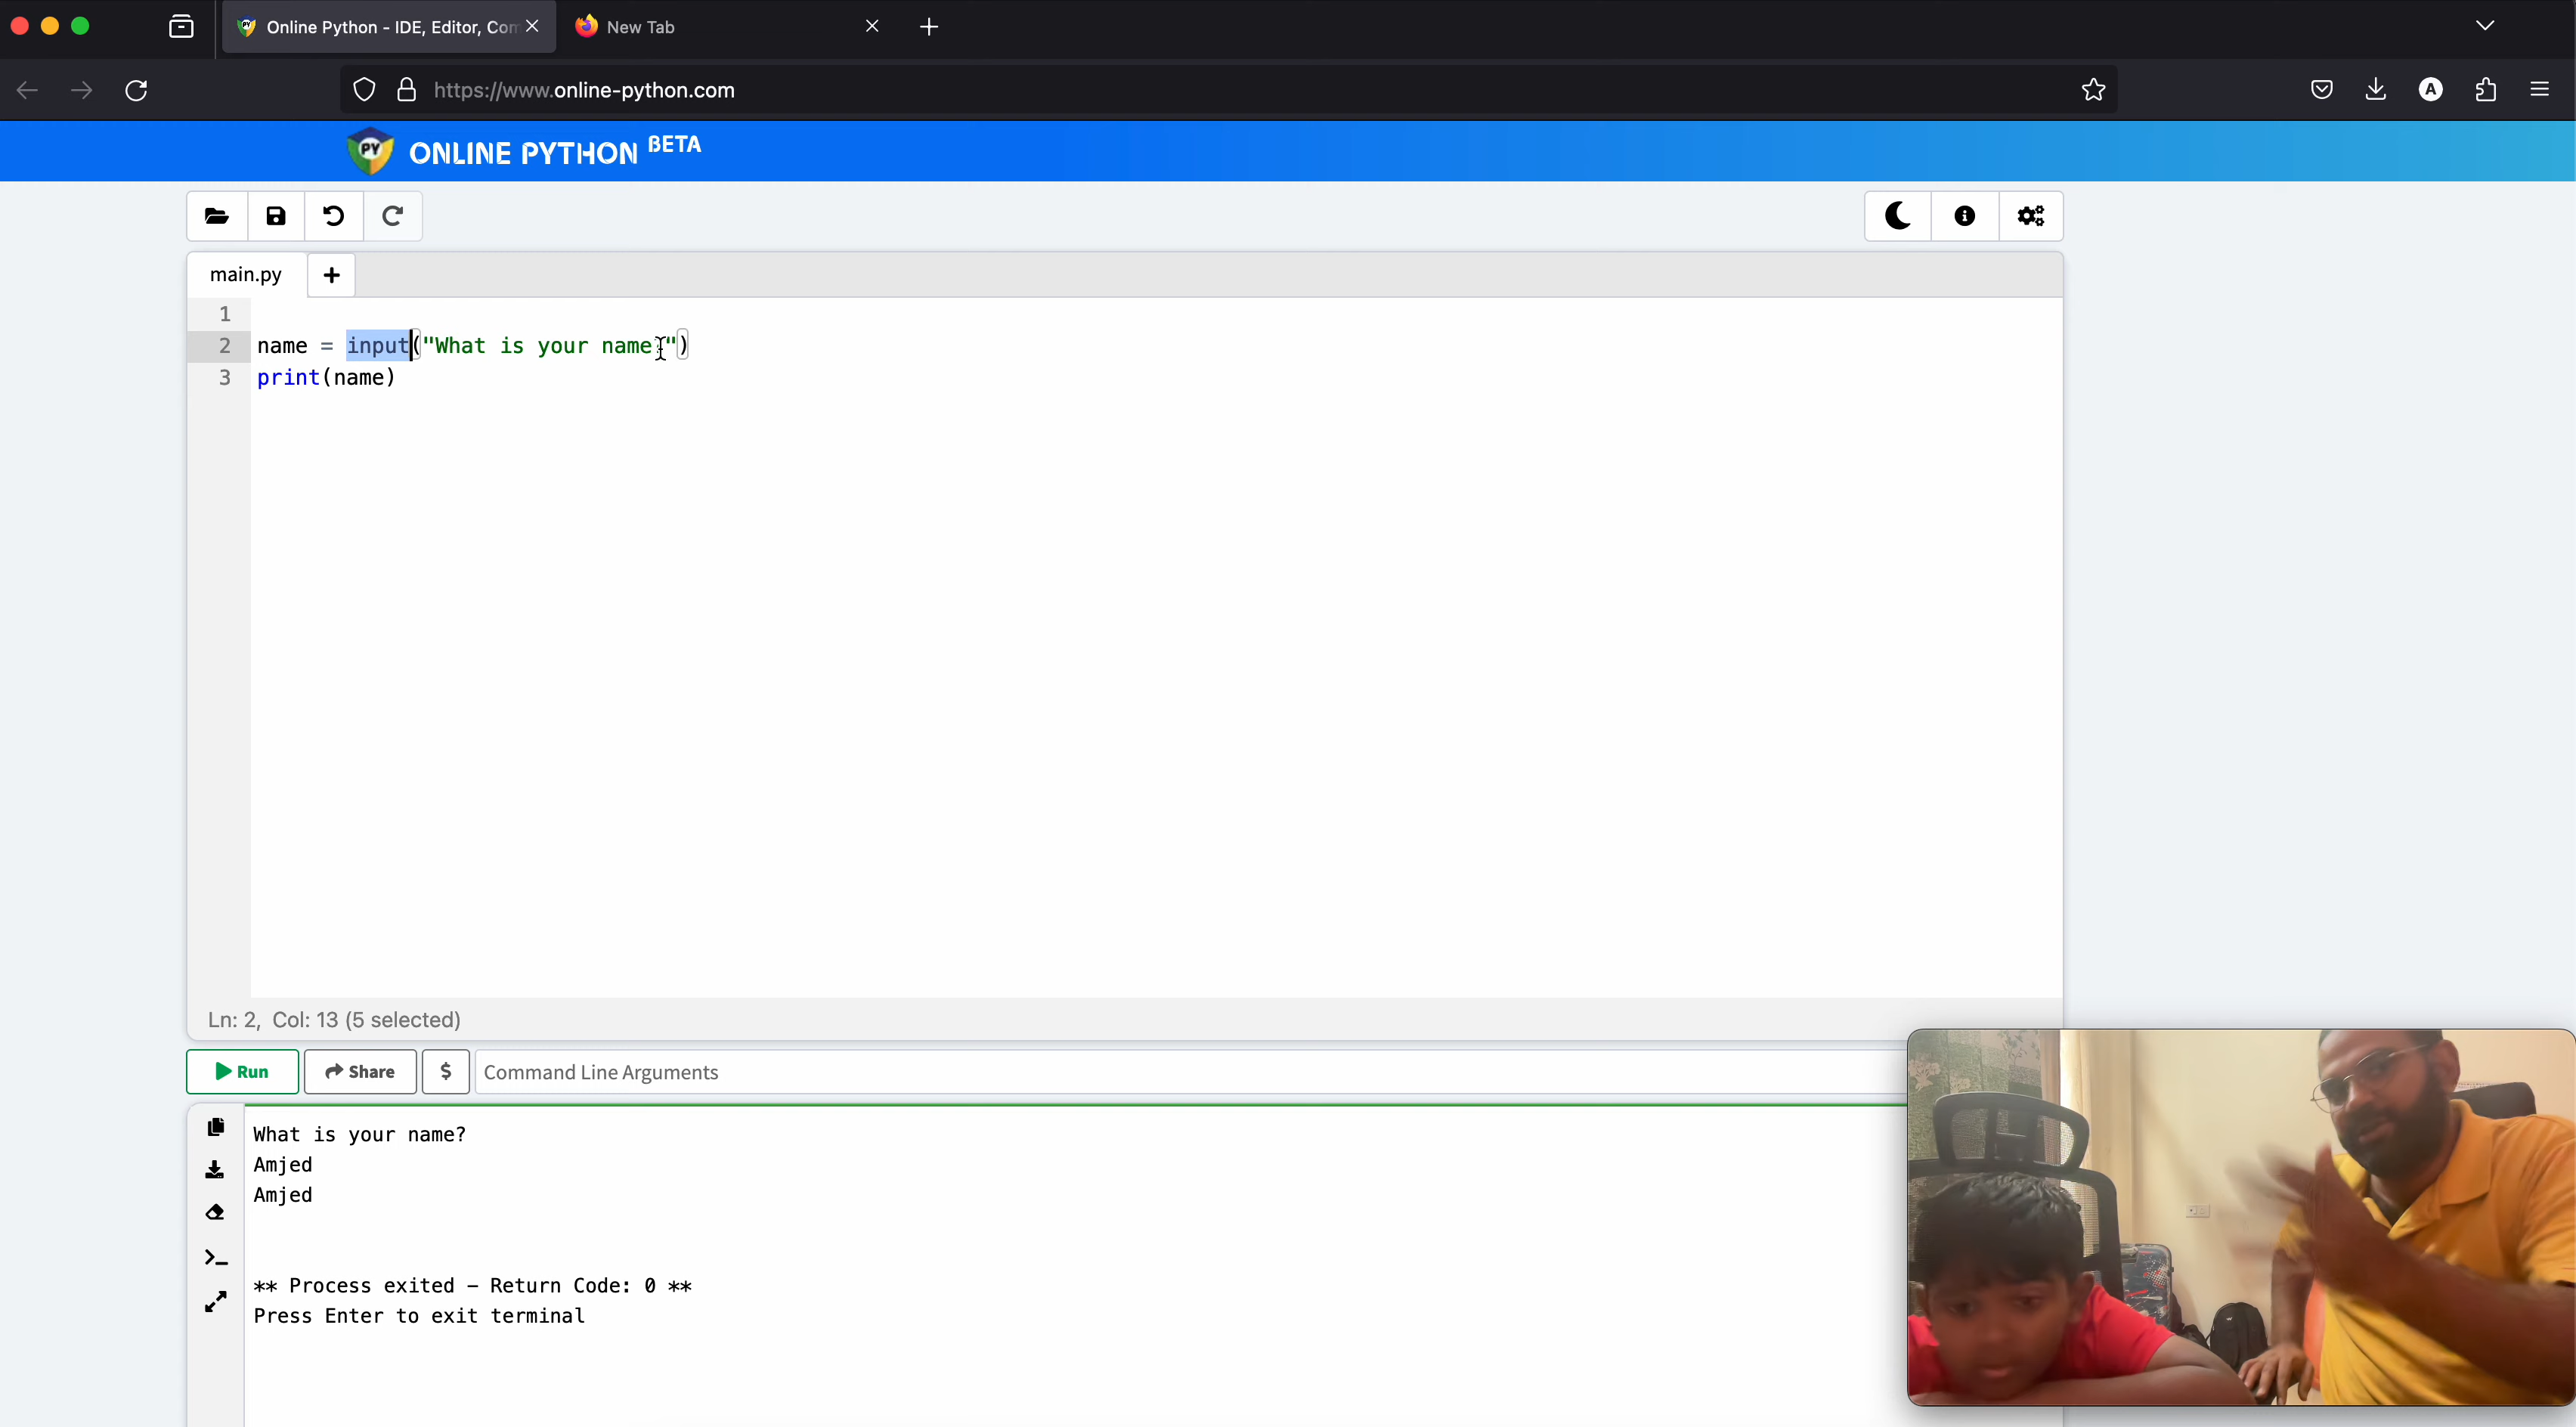 Online Python - IDE, Editor, Com
New Tab
https://www.online-python.com
PY ONLINE PYTHON BETA
main.py
1
2 name = input("What is your name?")
3 print(name)
Ln: 2, Col: 13 (5 selected)
Run Share $ Command Line Arguments
What is your name?
Amjed
Amjed
** Process exited - Return Code: 0 **
Press Enter to exit terminal